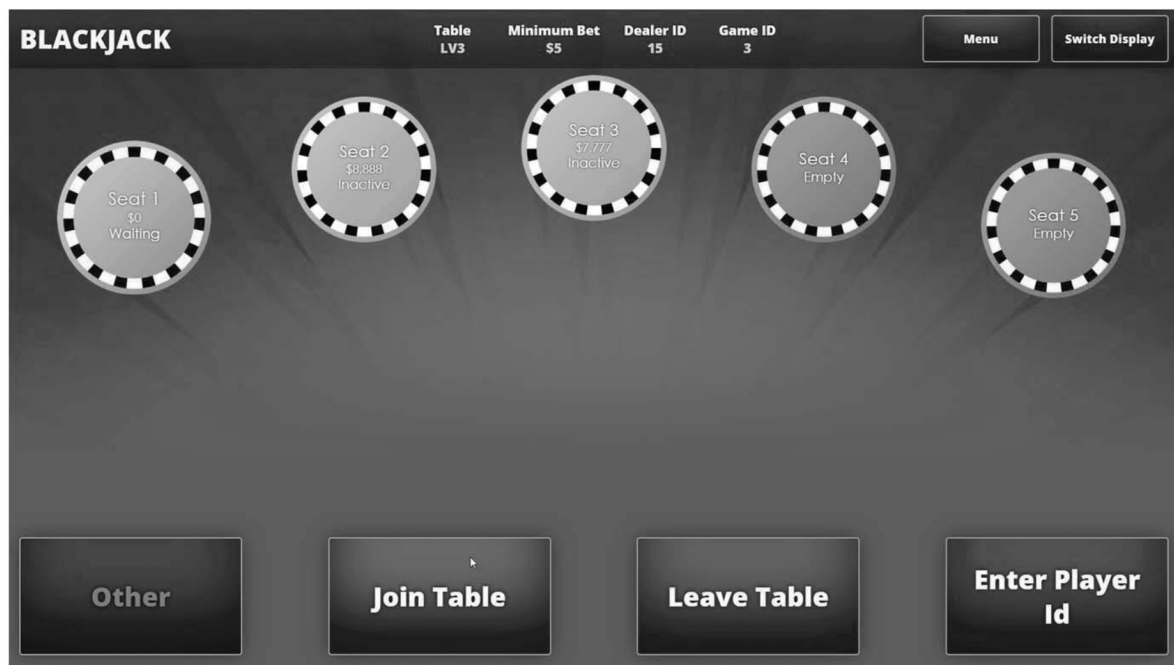 BLACKJACK
Table
LV3
Minimum Bet
$5
Dealer ID
15
Game ID
3
Menu
Switch Display
Seat 1
$0
Waiting
Seat 2
$8,888
Inactive
Seat 3
$7,777
Inactive
Seat 4
Empty
Seat 5
Empty
Other
Join Table
Leave Table
Enter Player
Id